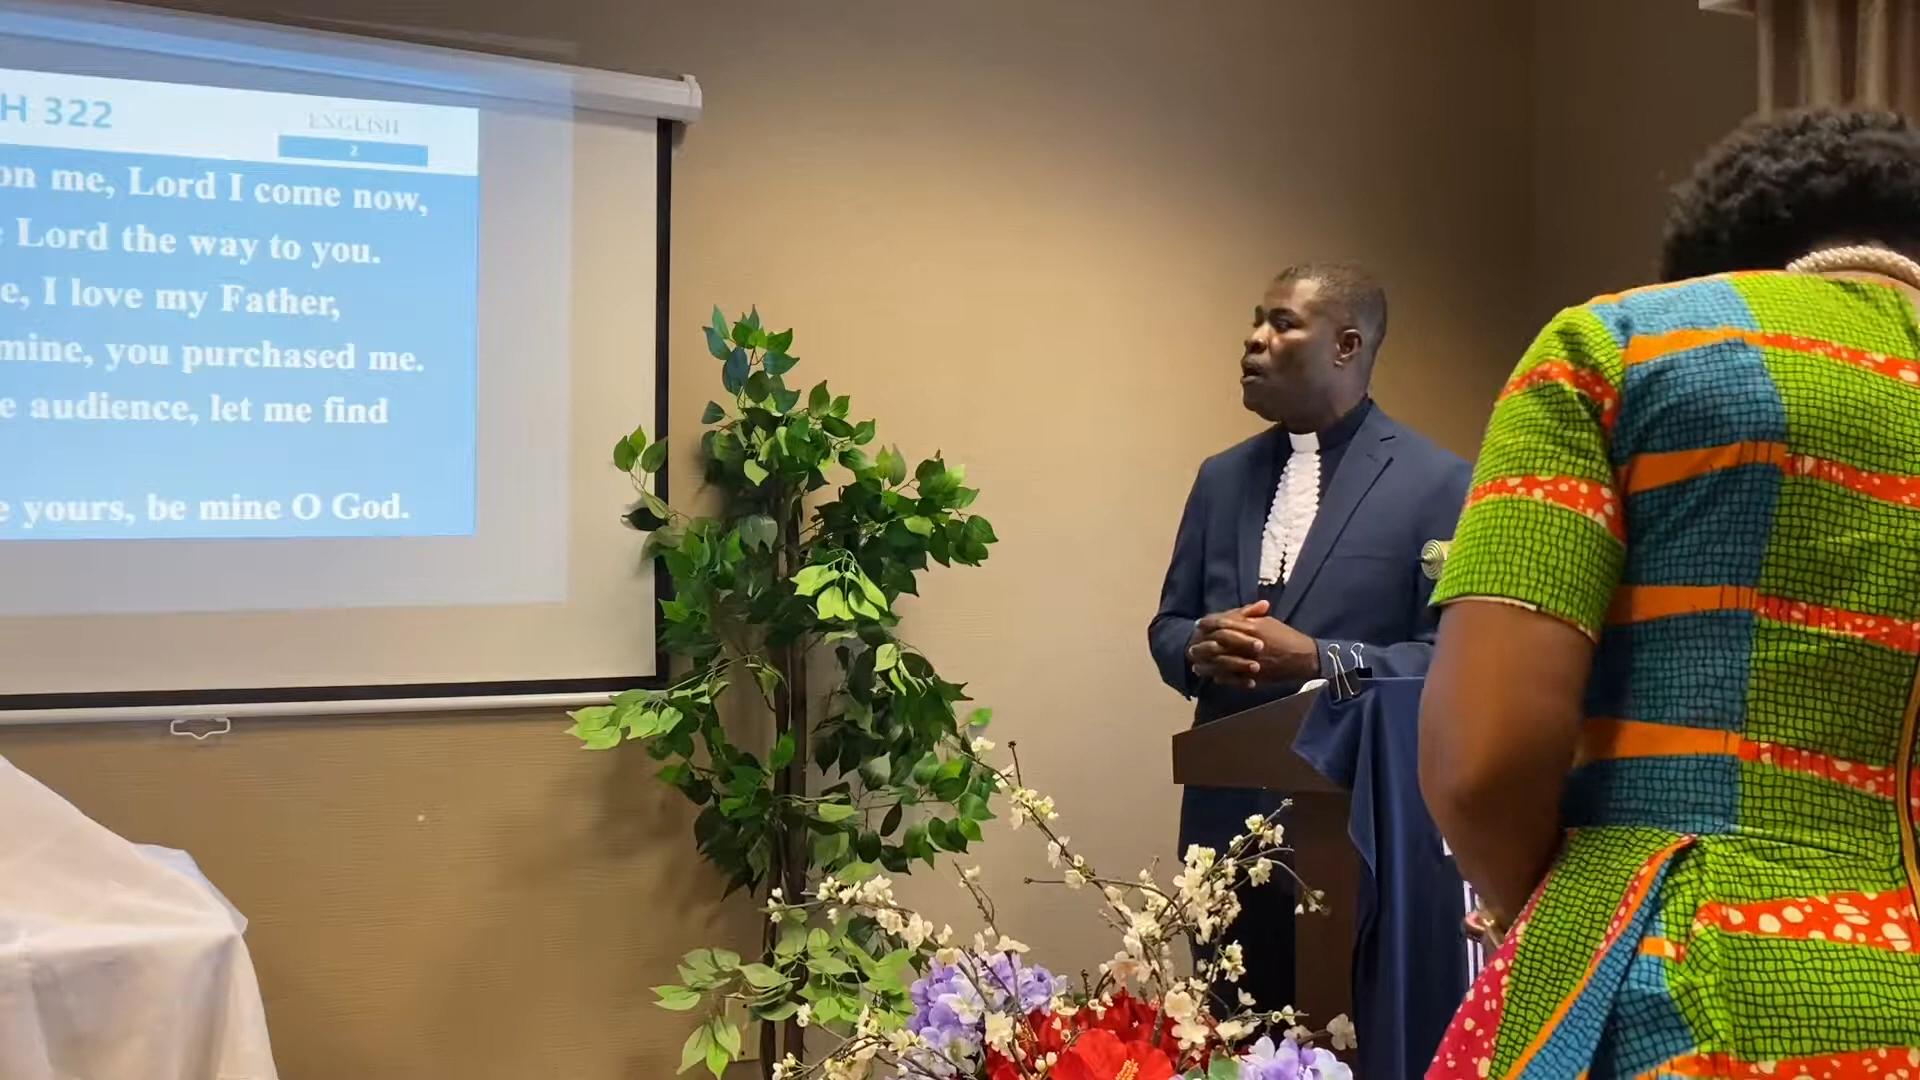 H 322
ENGLISH
2
on me, Lord I come now,
Lord the way to you.
e, I love my Father,
mine, you purchased me.
e audience, let me find
e yours, be mine O God.